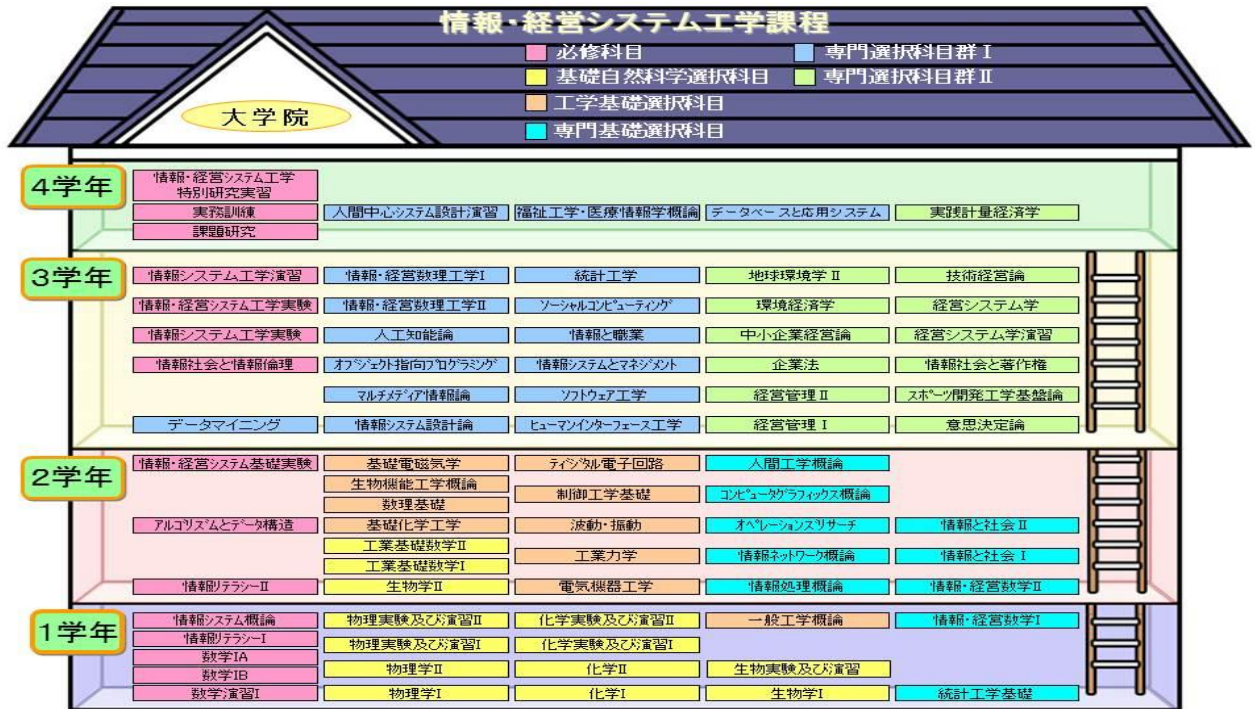 情報・経営システム工学課程
必修科目
専門選択科目群Ⅰ
基礎自然科学選択科目
専門選択科目群Ⅱ
工学基礎選択科目
専門基礎選択科目
大学院
4学年
情報・経営システム工学
特別研究実習
実務訓練
人間中心システム設計演習
福祉工学・医療情報学概論
データベースと応用システム
実践計量経済学
課題研究
3学年
情報システム工学演習
情報・経営数理工学I
統計工学
地球環境学Ⅱ
技術経営論
情報・経営システム工学実験
情報・経営数理工学II
ソーシャルコンピューティング
環境経済学
経営システム学
情報システム工学実験
人工知能論
情報と職業
中小企業経営論
経営システム学演習
情報社会と情報倫理
オブジェクト指向プログラミング
情報システムとマネジメント
企業法
情報社会と著作権
マルチメディア情報論
ソフトウェア工学
経営管理Ⅱ
スポーツ開発工学基盤論
データマイニング
情報システム設計論
ヒューマンインターフェース工学
経営管理Ⅰ
意思決定論
2学年
情報・経営システム基礎実験
基礎電磁気学
ディジタル電子回路
人間工学概論
生物機能工学概論
数理基礎
制御工学基礎
コンピュータグラフィックス概論
アルゴリズムとデータ構造
基礎化学工学
波動・振動
オペレーションズリサーチ
情報と社会Ⅱ
工業基礎数学II
工業基礎数学I
工業力学
情報ネットワーク概論
情報と社会Ⅰ
情報リテラシーII
生物学II
電気機器工学
情報処理概論
情報・経営数学II
1学年
情報システム概論
物理実験及び演習II
化学実験及び演習II
一般工学概論
情報・経営数学I
情報リテラシーI
物理実験及び演習I
化学実験及び演習I
数学IA
数学IB
物理学II
化学II
生物実験及び演習
数学演習I
物理学I
化学I
生物学I
統計工学基礎